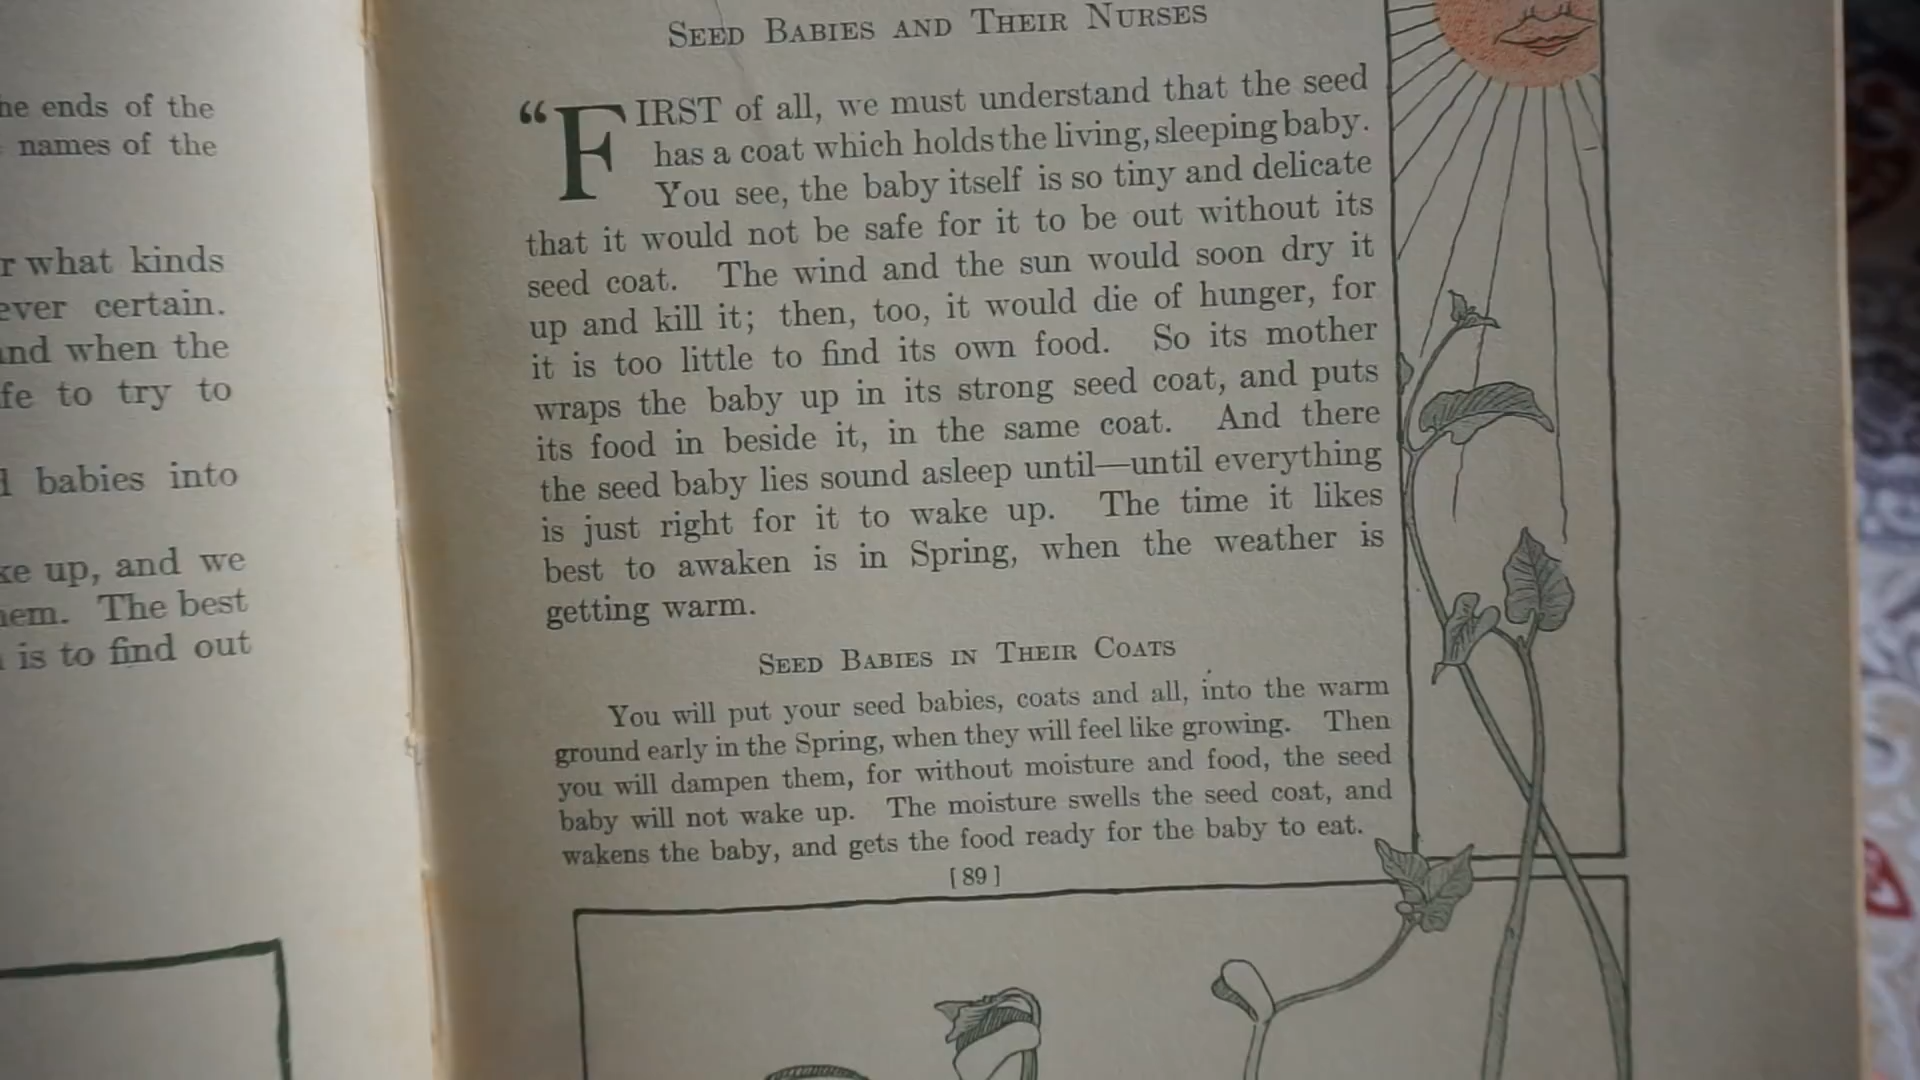 he ends of the
names of the
what kinds
ever certain.
and when the
fe to try to
babies into
ke up, and we
hem. The best
is to find out
SEED BABIES AND THEIR NURSES
“FIRST of all, we must understand that the seed
has a coat which holds the living, sleeping baby.
You see, the baby itself is so tiny and delicate
that it would not be safe for it to be out without its
seed coat. The wind and the sun would soon dry it
up and kill it; then, too, it would die of hunger, for
it is too little to find its own food. So its mother
wraps the baby up in its strong seed coat, and puts
its food in beside it, in the same coat. And there
the seed baby lies sound asleep until—until everything
is just right for it to wake up. The time it likes
best to awaken is in Spring, when the weather is
getting warm.
SEED BABIES IN THEIR COATS
You will put your seed babies, coats and all, into the warm
ground early in the Spring, when they will feel like growing. Then
you will dampen them, for without moisture and food, the seed
baby will not wake up. The moisture swells the seed coat, and
wakens the baby, and gets the food ready for the baby to eat.
[ 89 ]